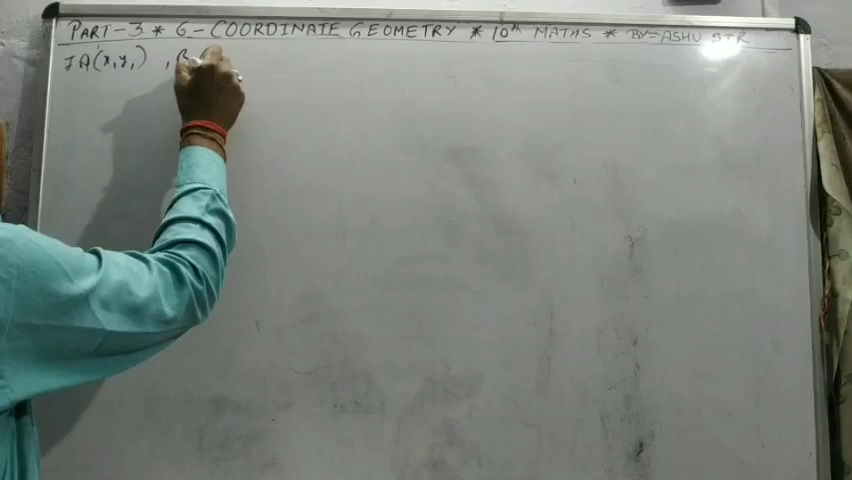 PART-3 * 6-COORDINATE GEOMETRY * 10th MATHS * BY=ASHU SIR
A(x,y,) , B